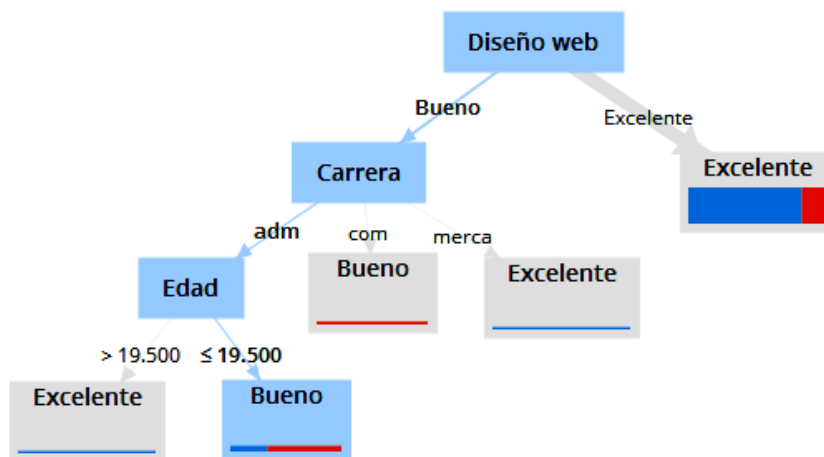 Diseño web
Bueno
Excelente
Excelente
Carrera
adm
com
merca
Bueno
Excelente
Edad
> 19.500
≤ 19.500
Excelente
Bueno